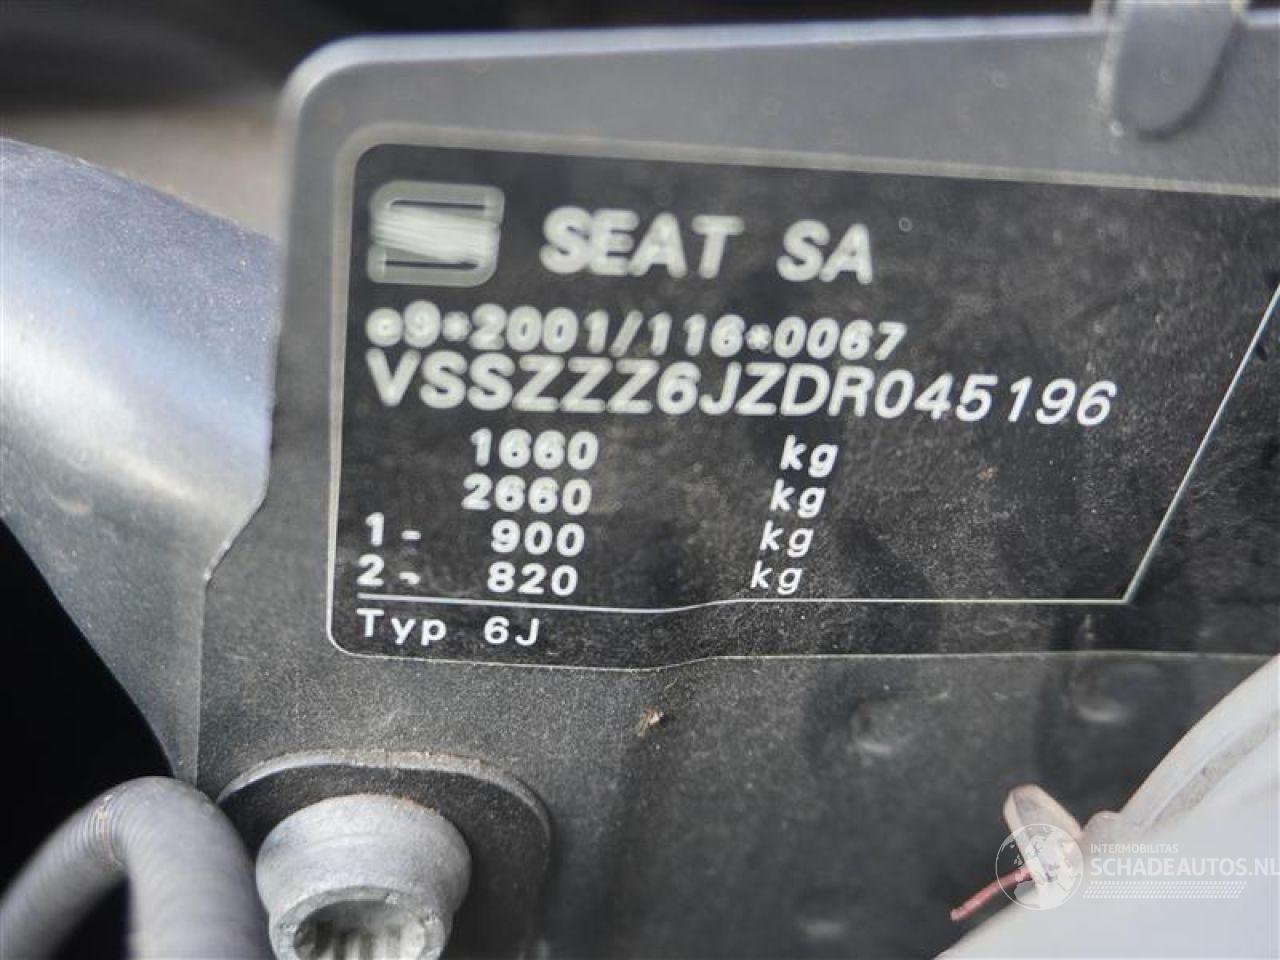 SEAT SA
e9*2001/116*0067
VSSZZZ6JZDR045196
1660 kg
2660 kg
1- 900 kg
2- 820 kg
Typ 6J
INTERMOBILITAS
SCHADEAUTOS.NL